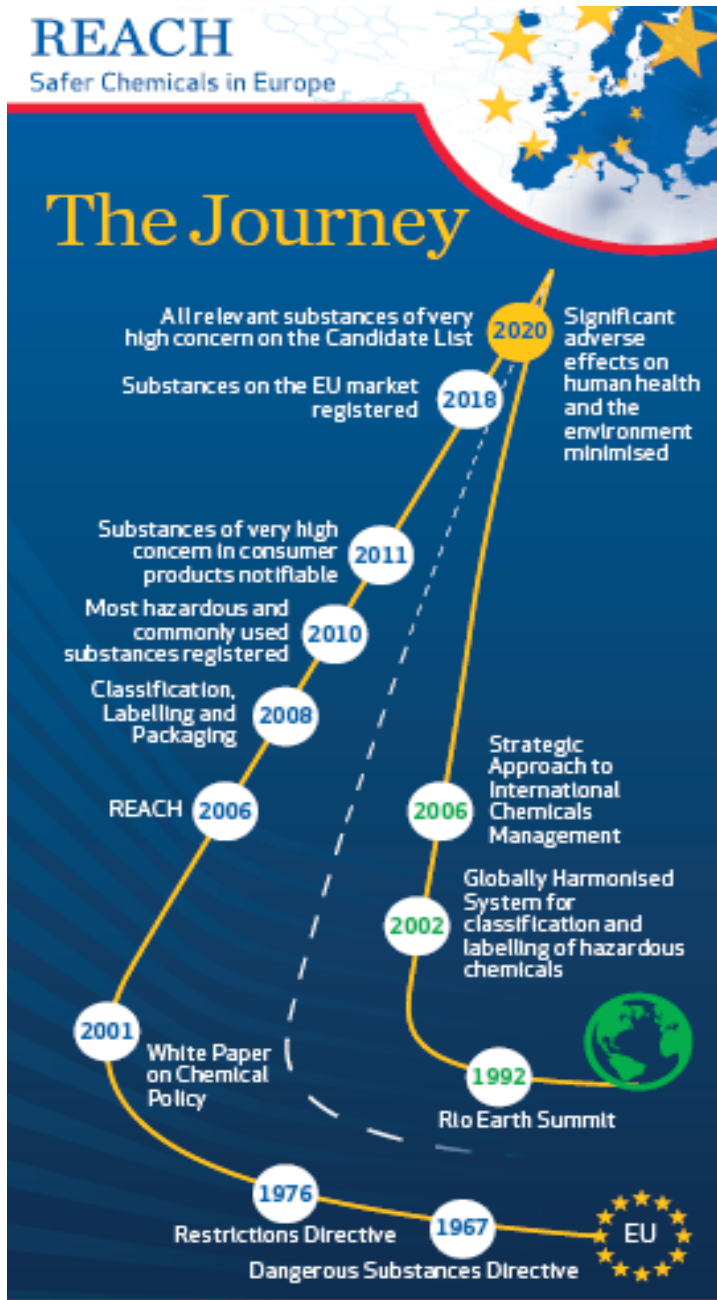 REACH
Safer Chemicals in Europe
The Journey
All relevant substances of very
high concern on the Candidate List
2020
Significant
adverse
effects on
human health
and the
environment
minimised
Substances on the EU market
registered
2018
Substances of very high
concern in consumer
products notifiable
2011
Most hazardous and
commonly used
substances registered
2010
Classification,
Labelling and
Packaging
2008
REACH
2006
Strategic
Approach to
International
Chemicals
Management
2006
Globally Harmonised
System for
classification and
labelling of hazardous
chemicals
2002
2001
White Paper
on Chemical
Policy
1992
Rio Earth Summit
1976
Restrictions Directive
1967
Dangerous Substances Directive
EU